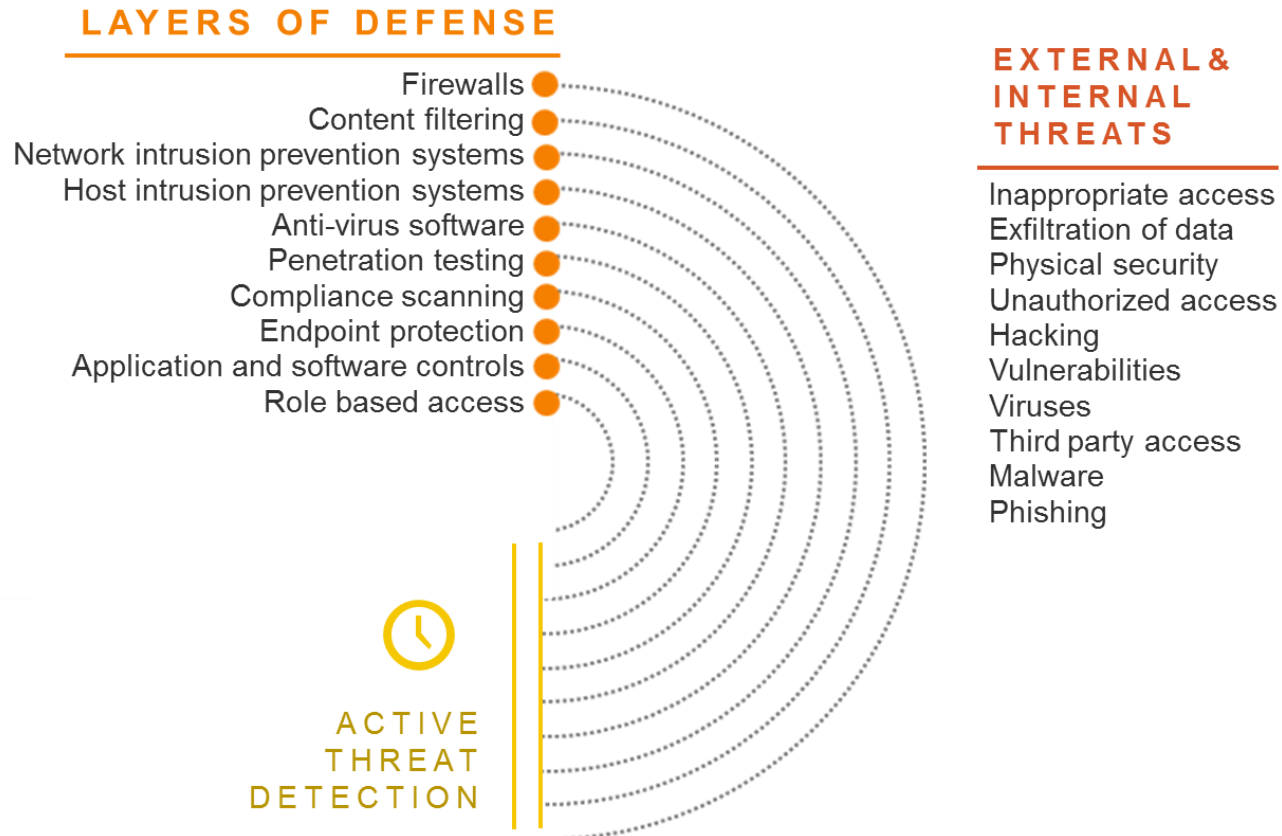 LAYERS OF DEFENSE
Firewalls
Content filtering
Network intrusion prevention systems
Host intrusion prevention systems
Anti-virus software
Penetration testing
Compliance scanning
Endpoint protection
Application and software controls
Role based access
ACTIVE
THREAT
DETECTION
EXTERNAL &
INTERNAL
THREATS
Inappropriate access
Exfiltration of data
Physical security
Unauthorized access
Hacking
Vulnerabilities
Viruses
Third party access
Malware
Phishing